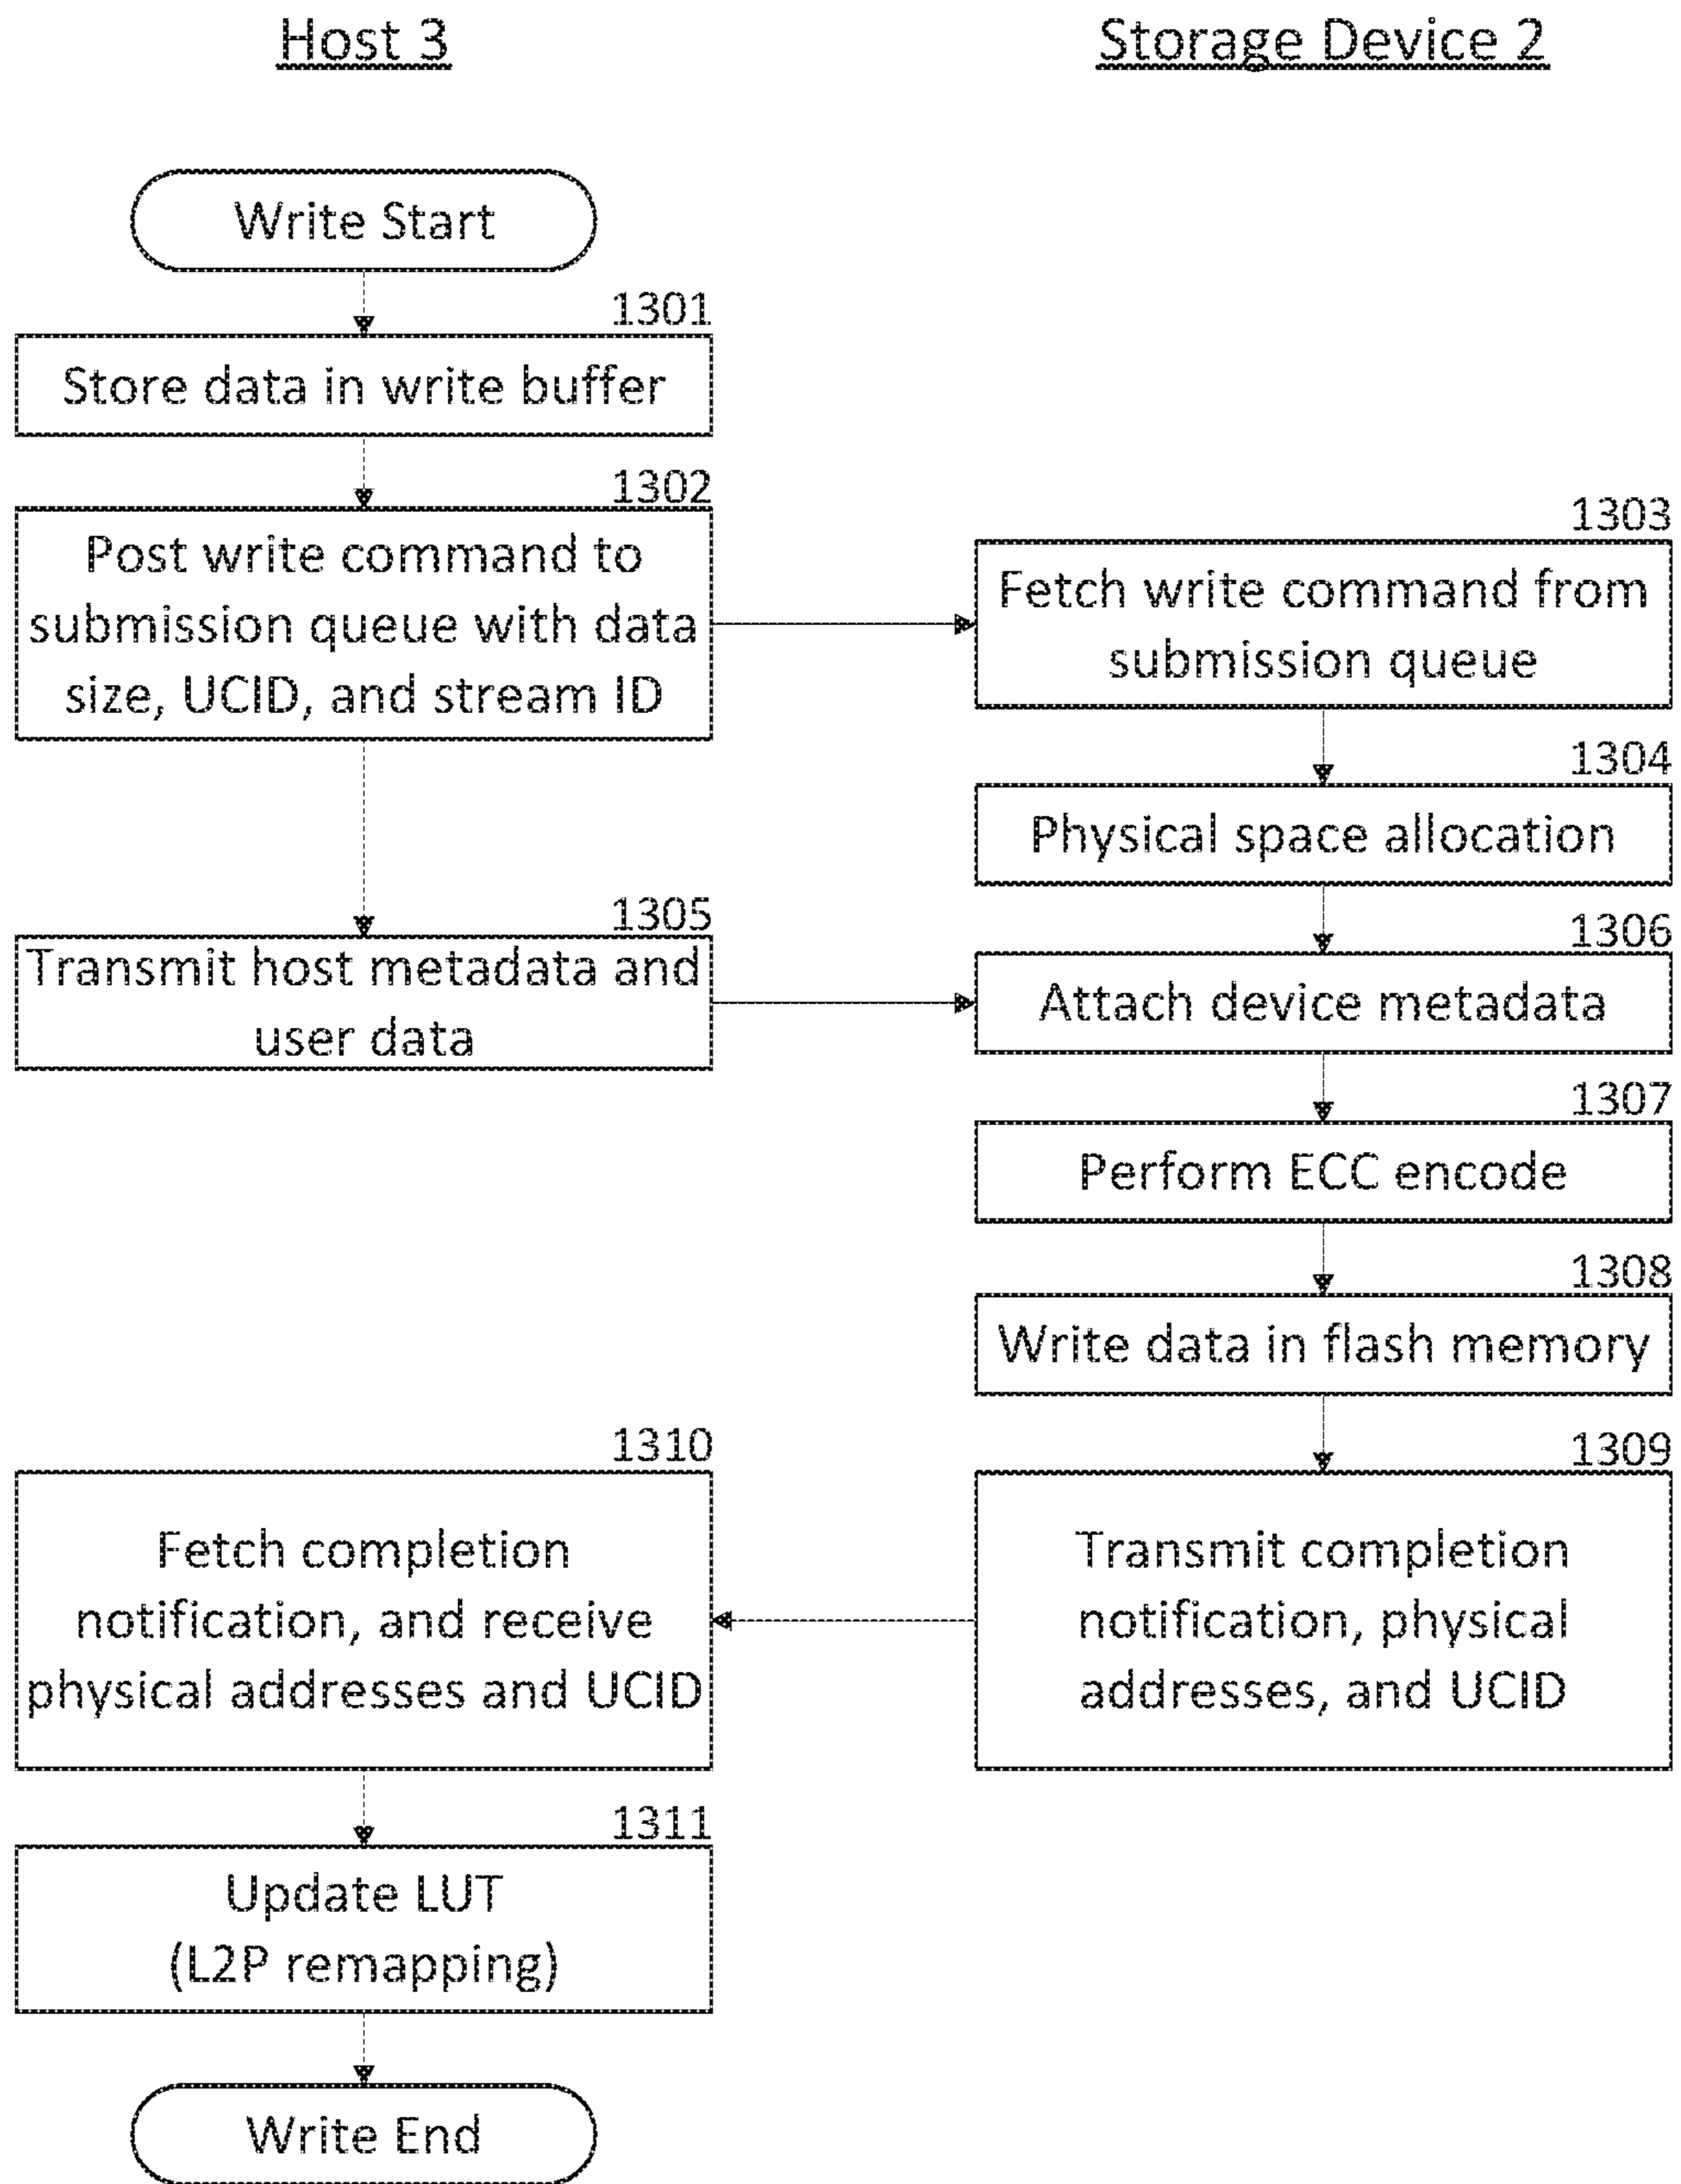 Host 3
Storage Device 2
Write Start
1301
Store data in write buffer
1302
Post write command to
submission queue with data
size, UCID, and stream ID
1303
Fetch write command from
submission queue
1304
Physical space allocation
1305
Transmit host metadata and
user data
1306
Attach device metadata
1307
Perform ECC encode
1308
Write data in flash memory
1309
Transmit completion
notification, physical
addresses, and UCID
1310
Fetch completion
notification, and receive
physical addresses and UCID
1311
Update LUT
(L2P remapping)
Write End